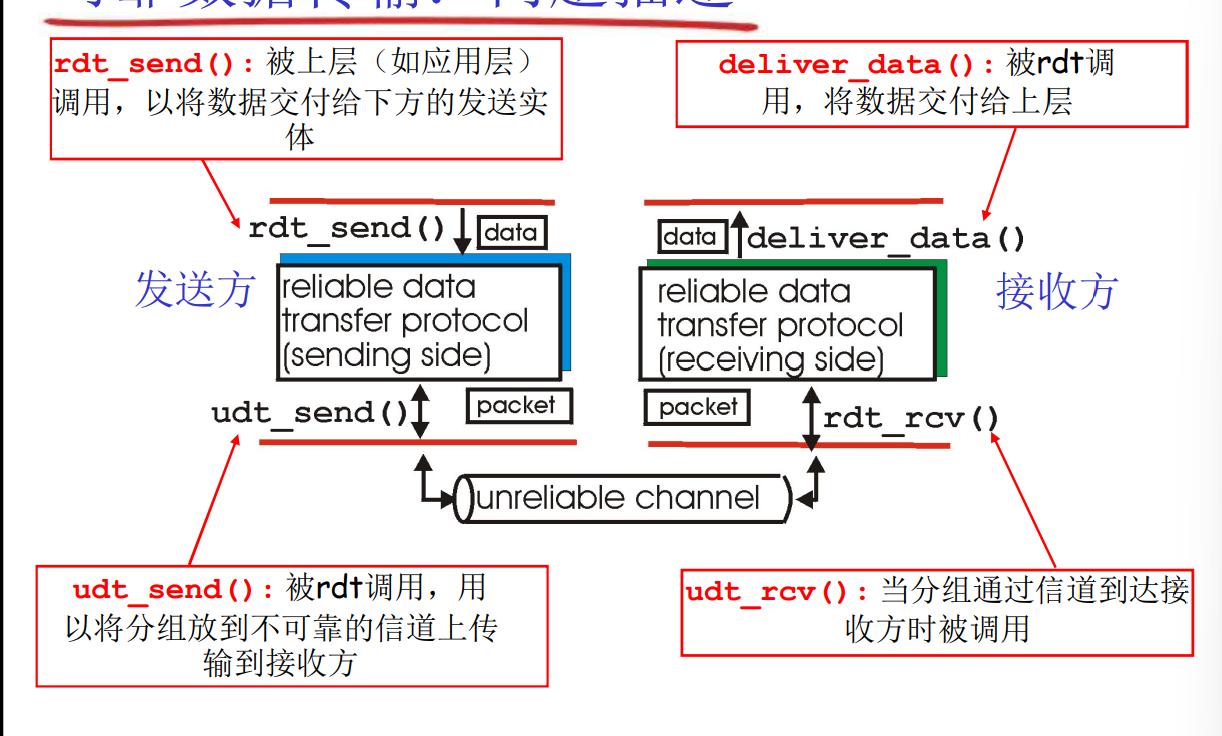 rdt_send(): 被上层（如应用层）
调用，以将数据交付给下方的发送实
体
deliver_data(): 被rdt调
用，将数据交付给上层
rdt_send()
data
data
deliver_data()
发送方
reliable data
transfer protocol
(sending side)
reliable data
transfer protocol
(receiving side)
接收方
udt_send()
packet
packet
rdt_rcv()
unreliable channel
udt_send(): 被rdt调用，用
以将分组放到不可靠的信道上传
输到接收方
udt_rcv(): 当分组通过信道到达接
收方时被调用